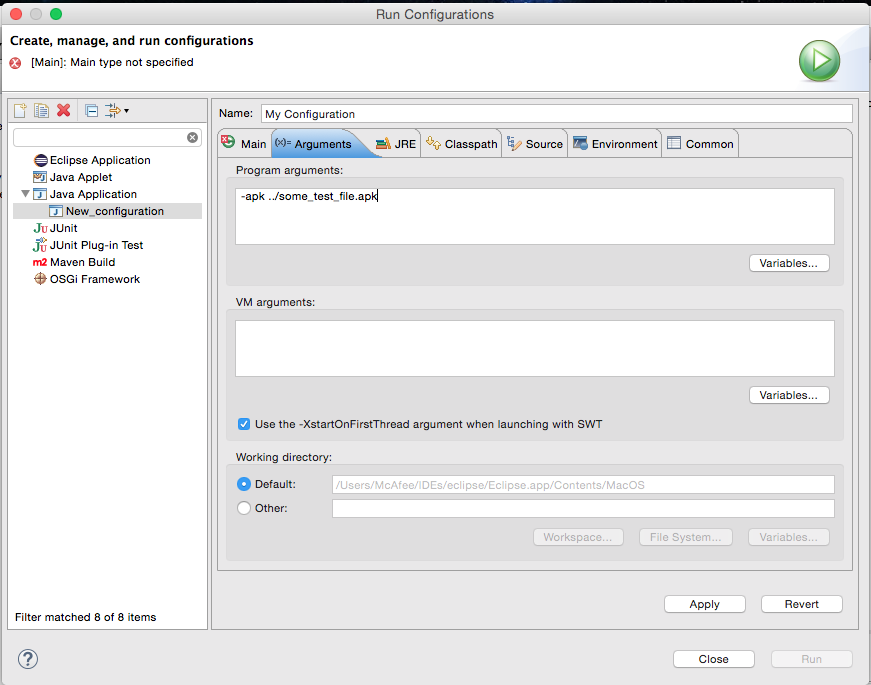 Run Configurations
Create, manage, and run configurations
[Main]: Main type not specified
Name: My Configuration
Main (x)= Arguments JRE Classpath Source Environment Common
Eclipse Application
Java Applet
Java Application
New_configuration
JUnit
JUnit Plug-in Test
m2 Maven Build
OSGi Framework
Filter matched 8 of 8 items
Program arguments:
-apk ../some_test_file.apk
Variables...
VM arguments:
Variables...
Use the -XstartOnFirstThread argument when launching with SWT
Working directory:
Default: /Users/McAfee/IDEs/eclipse/Eclipse.app/Contents/MacOS
Other:
Workspace... File System... Variables...
Apply Revert
? Close Run